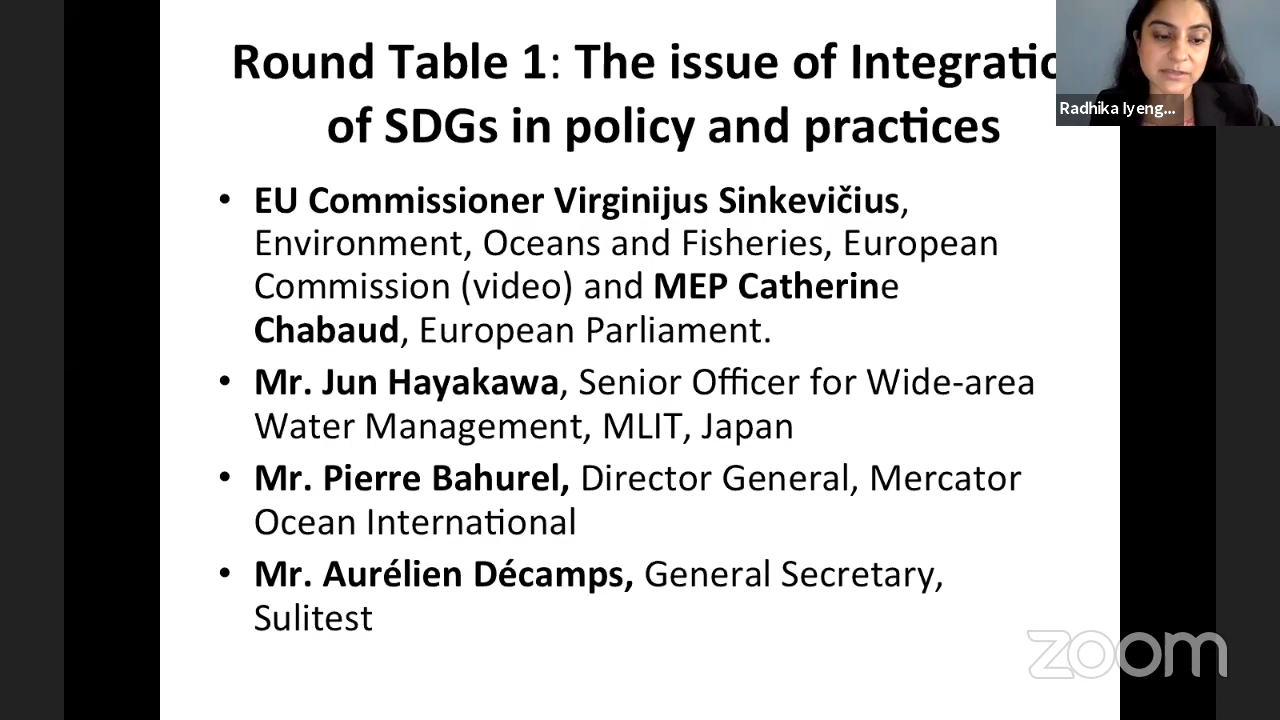 Round Table 1: The issue of Integratio
of SDGs in policy and practices
• EU Commissioner Virginijus Sinkevičius,
Environment, Oceans and Fisheries, European
Commission (video) and MEP Catherine
Chabaud, European Parliament.
• Mr. Jun Hayakawa, Senior Officer for Wide-area
Water Management, MLIT, Japan
• Mr. Pierre Bahurel, Director General, Mercator
Ocean International
• Mr. Aurélien Décamps, General Secretary,
Sulitest
Radhika Iyeng...
zoom